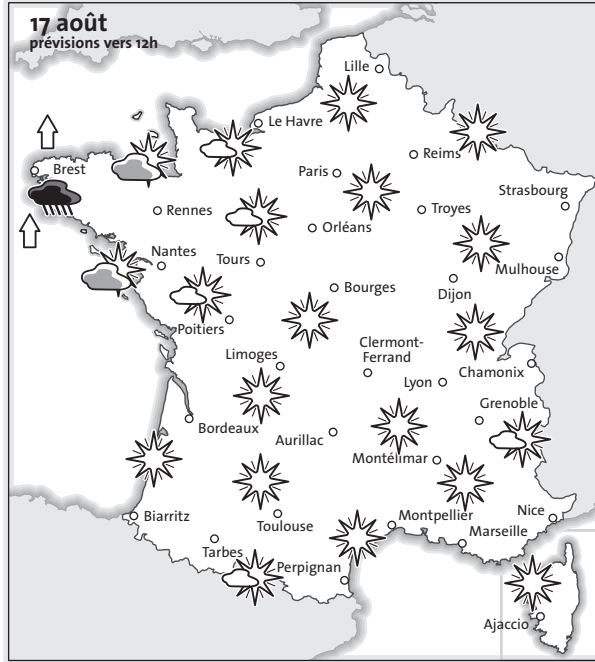 17 août
prévisions vers 12h
Lille
Le Havre
Reims
Brest
Paris
Strasbourg
Rennes
Troyes
Orléans
Nantes
Tours
Mulhouse
Bourges
Dijon
Poitiers
Clermont-
Ferrand
Limoges
Chamonix
Lyon
Grenoble
Bordeaux
Aurillac
Montélimar
Biarritz
Toulouse
Montpellier
Nice
Marseille
Tarbes
Perpignan
Ajaccio